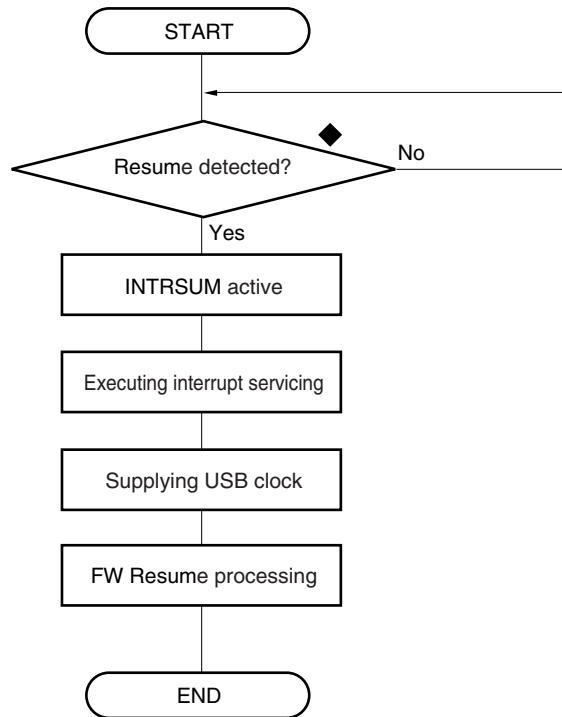 START
Resume detected?
No
Yes
INTRSUM active
Executing interrupt servicing
Supplying USB clock
FW Resume processing
END